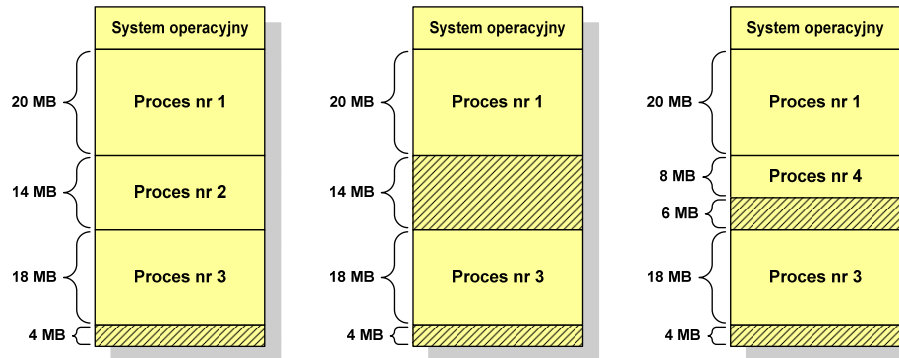 System operacyjny
20 MB
Proces nr 1
14 MB
Proces nr 2
18 MB
Proces nr 3
4 MB
System operacyjny
20 MB
Proces nr 1
14 MB
18 MB
Proces nr 3
4 MB
System operacyjny
20 MB
Proces nr 1
8 MB
Proces nr 4
6 MB
18 MB
Proces nr 3
4 MB